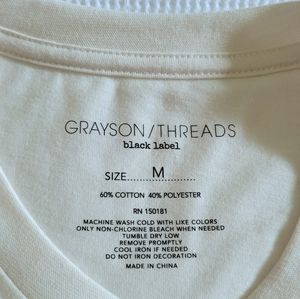 GRAYSON/THREADS
black label
SIZE........... M
60% COTTON 40% POLYESTER
RN 150181
MACHINE WASH COLD WITH LIKE COLORS
ONLY NON-CHLORINE BLEACH WHEN NEEDED
TUMBLE DRY LOW
REMOVE PROMPTLY
COOL IRON IF NEEDED
DO NOT IRON DECORATION
MADE IN CHINA